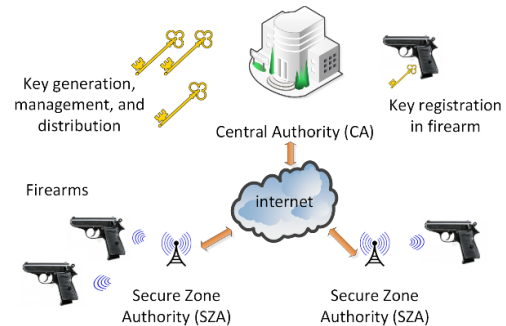 Key generation,
management, and
distribution
Central Authority (CA)
Key registration
in firearm
Firearms
internet
Secure Zone
Authority (SZA)
Secure Zone
Authority (SZA)